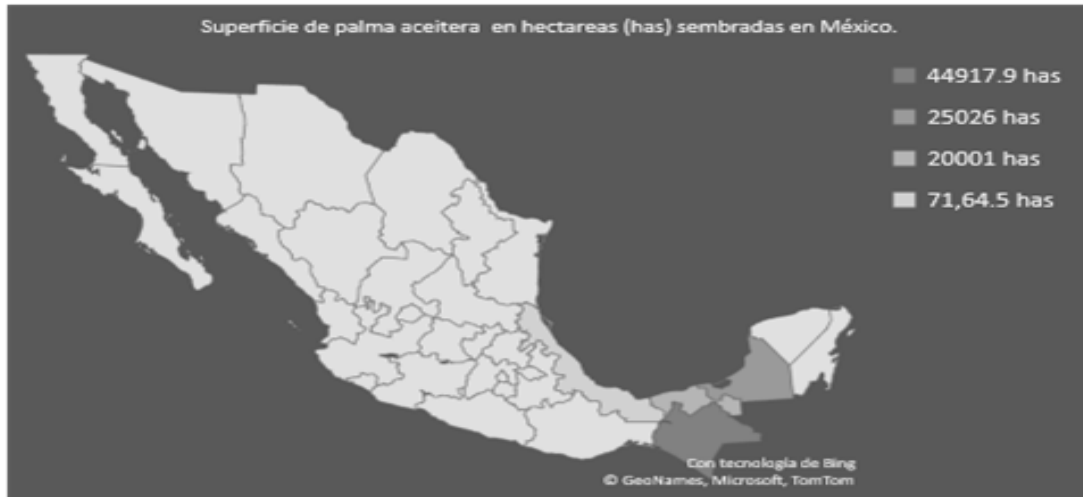 Superficie de palma aceitera en hectareas (has) sembradas en México.
44917.9 has
25026 has
20001 has
71,64.5 has
Con tecnología de Bing
© GeoNames, Microsoft, TomTom